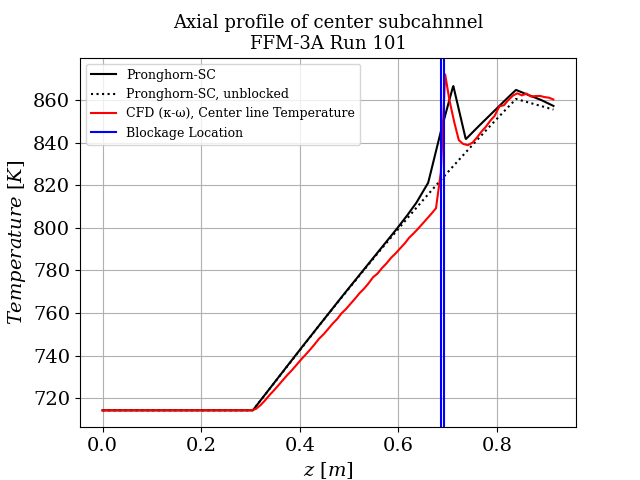 Axial profile of center subcahnnel
FFM-3A Run 101
Pronghorn-SC
Pronghorn-SC, unblocked
CFD (κ-ω), Center line Temperature
Blockage Location
860
840
820
800
780
760
740
720
Temperature [K]
0.0 0.2 0.4 0.6 0.8
z [m]